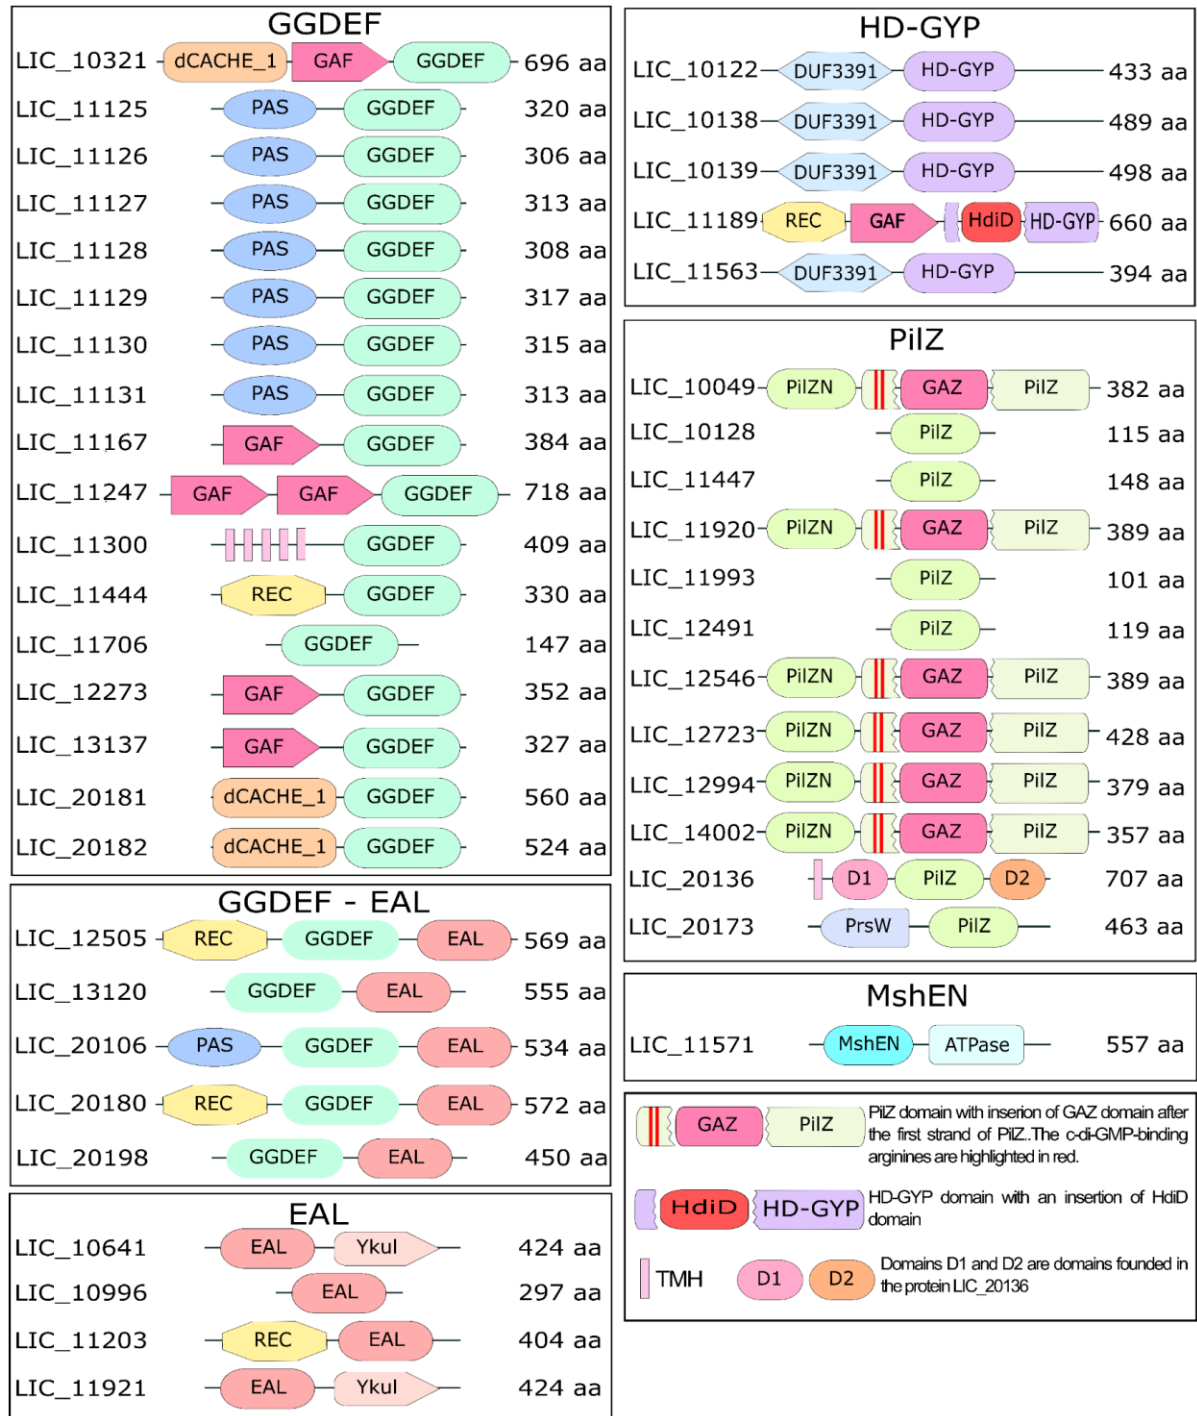 GGDEF
LIC_10321 dCACHE_1 GAF GGDEF 696 aa
LIC_11125 PAS GGDEF 320 aa
LIC_11126 PAS GGDEF 306 aa
LIC_11127 PAS GGDEF 313 aa
LIC_11128 PAS GGDEF 308 aa
LIC_11129 PAS GGDEF 317 aa
LIC_11130 PAS GGDEF 315 aa
LIC_11131 PAS GGDEF 313 aa
LIC_11167 GAF GGDEF 384 aa
LIC_11247 GAF GAF GGDEF 718 aa
LIC_11300 GGDEF 409 aa
LIC_11444 REC GGDEF 330 aa
LIC_11706 GGDEF 147 aa
LIC_12273 GAF GGDEF 352 aa
LIC_13137 GAF GGDEF 327 aa
LIC_20181 dCACHE_1 GGDEF 560 aa
LIC_20182 dCACHE_1 GGDEF 524 aa
GGDEF - EAL
LIC_12505 REC GGDEF EAL 569 aa
LIC_13120 GGDEF EAL 555 aa
LIC_20106 PAS GGDEF EAL 534 aa
LIC_20180 REC GGDEF EAL 572 aa
LIC_20198 GGDEF EAL 450 aa
EAL
LIC_10641 EAL YkuI 424 aa
LIC_10996 EAL 297 aa
LIC_11203 REC EAL 404 aa
LIC_11921 EAL YkuI 424 aa
HD-GYP
LIC_10122 DUF3391 HD-GYP 433 aa
LIC_10138 DUF3391 HD-GYP 489 aa
LIC_10139 DUF3391 HD-GYP 498 aa
LIC_11189 REC GAF HdiD HD-GYP 660 aa
LIC_11563 DUF3391 HD-GYP 394 aa
PilZ
LIC_10049 PilZN GAZ PilZ 382 aa
LIC_10128 PilZ 115 aa
LIC_11447 PilZ 148 aa
LIC_11920 PilZN GAZ PilZ 389 aa
LIC_11993 PilZ 101 aa
LIC_12491 PilZ 119 aa
LIC_12546 PilZN GAZ PilZ 389 aa
LIC_12723 PilZN GAZ PilZ 428 aa
LIC_12994 PilZN GAZ PilZ 379 aa
LIC_14002 PilZN GAZ PilZ 357 aa
LIC_20136 D1 PilZ D2 707 aa
LIC_20173 PrsW PilZ 463 aa
MshEN
LIC_11571 MshEN ATPase 557 aa
GAZ PilZ
PilZ domain with inserion of GAZ domain after
the first strand of PilZ..The c-di-GMP-binding
arginines are highlighted in red.
HdiD HD-GYP
HD-GYP domain with an insertion of HdiD
domain
TMH D1 D2
Domains D1 and D2 are domains founded in
the protein LIC_20136